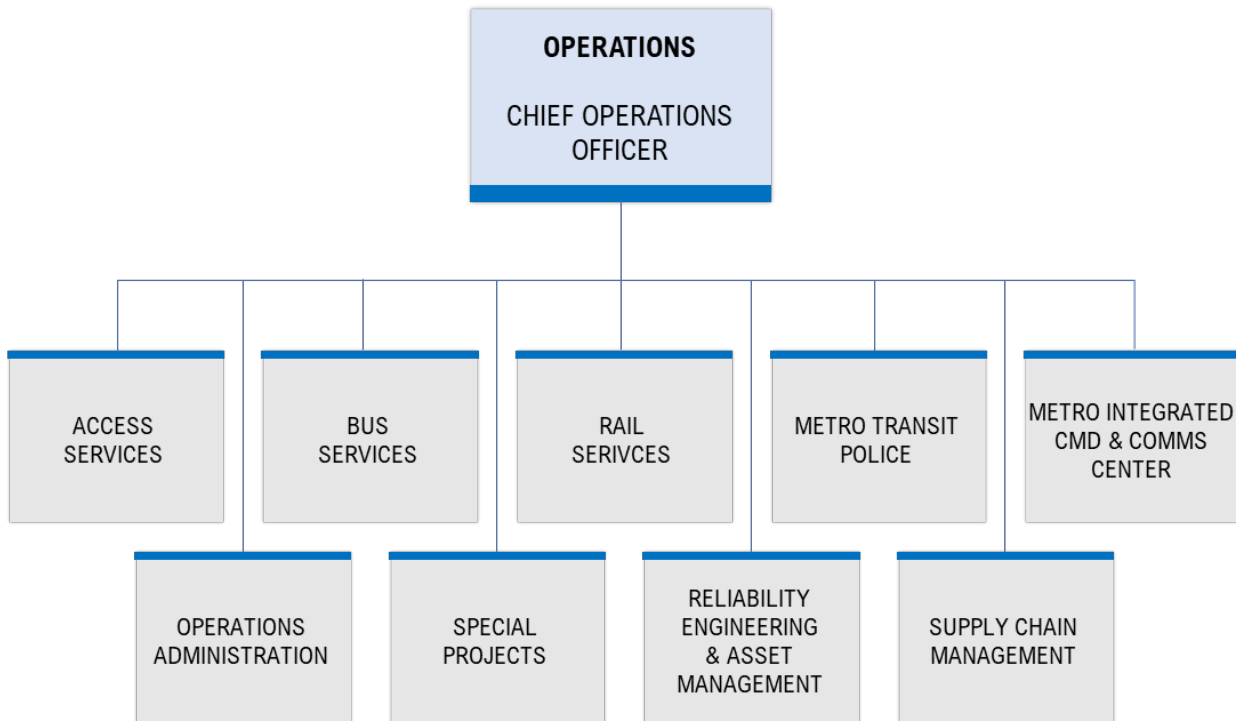 OPERATIONS
CHIEF OPERATIONS
OFFICER
ACCESS
SERVICES
BUS
SERVICES
RAIL
SERIVCES
METRO TRANSIT
POLICE
METRO INTEGRATED
CMD & COMMS
CENTER
OPERATIONS
ADMINISTRATION
SPECIAL
PROJECTS
RELIABILITY
ENGINEERING
& ASSET
MANAGEMENT
SUPPLY CHAIN
MANAGEMENT